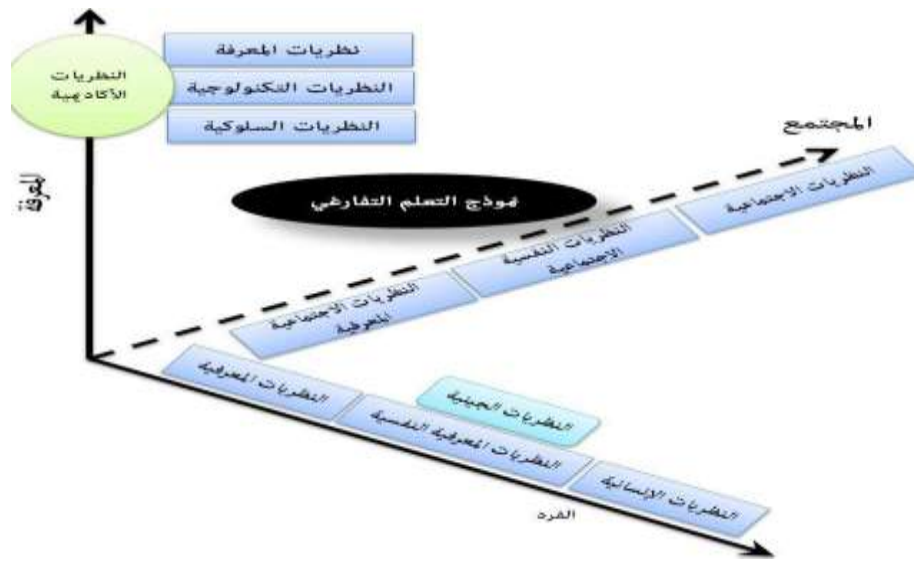 نظريات المعرفة
النظريات
الأكاديمية
النظريات التكنولوجية
النظريات السلوكية
المجتمع
المعرفة
نموذج التعلم التفارغي
النظريات الاجتماعية
النظريات النفسية
الاجتماعية
النظريات الاجتماعية
المعرفية
النظريات المعرفية
النظريات الجينية
النظريات المعرفية النفسية
النظريات الإنسانية
الفرد